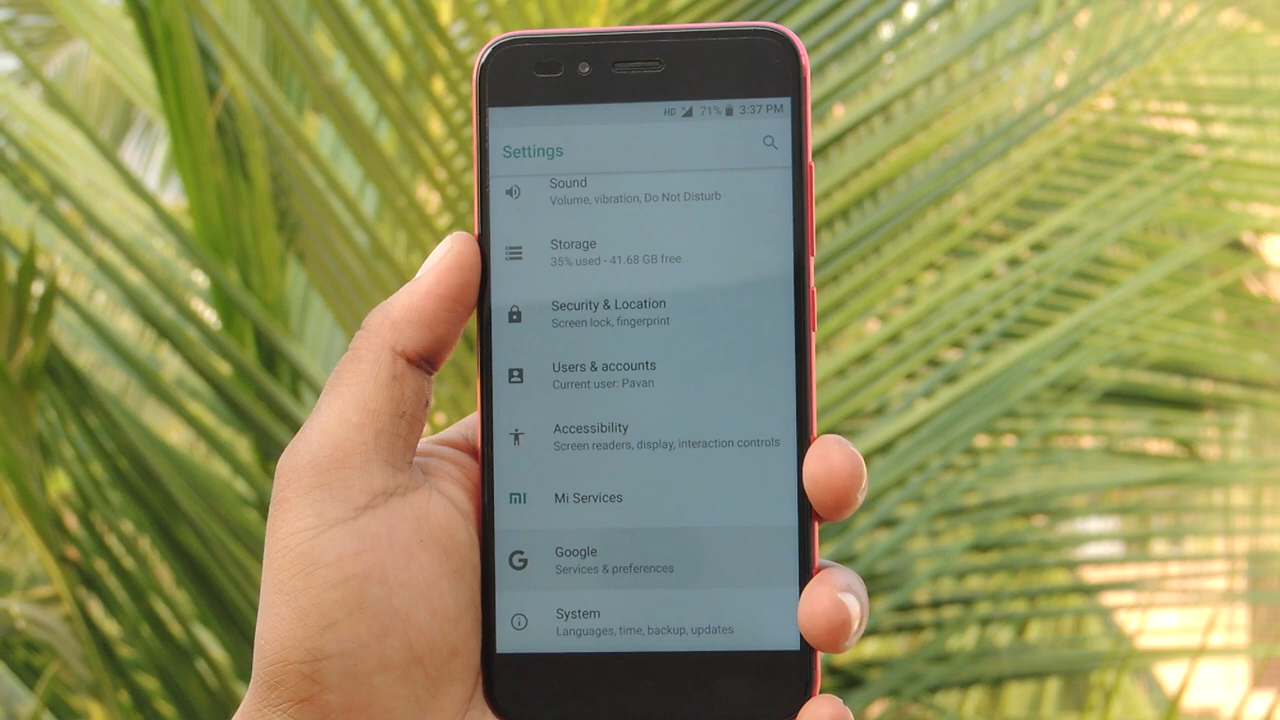 HD 71% 3:37 PM
Settings
Sound
Volume, vibration, Do Not Disturb
Storage
35% used - 41.68 GB free
Security & Location
Screen lock, fingerprint
Users & accounts
Current user: Pavan
Accessibility
Screen readers, display, interaction controls
MI Mi Services
G Google
Services & preferences
System
Languages, time, backup, updates